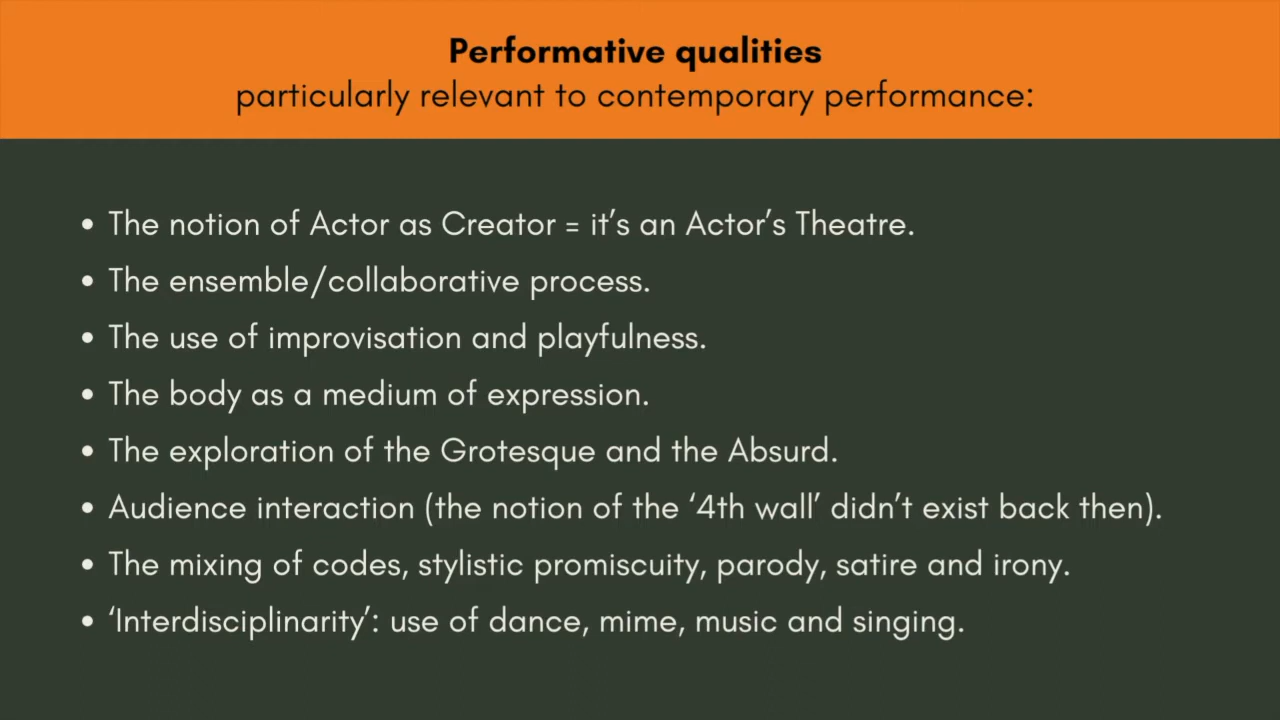 Performative qualities
particularly relevant to contemporary performance:
• The notion of Actor as Creator = it’s an Actor’s Theatre.
• The ensemble/collaborative process.
• The use of improvisation and playfulness.
• The body as a medium of expression.
• The exploration of the Grotesque and the Absurd.
• Audience interaction (the notion of the ‘4th wall’ didn’t exist back then).
• The mixing of codes, stylistic promiscuity, parody, satire and irony.
• ‘Interdisciplinarity’: use of dance, mime, music and singing.